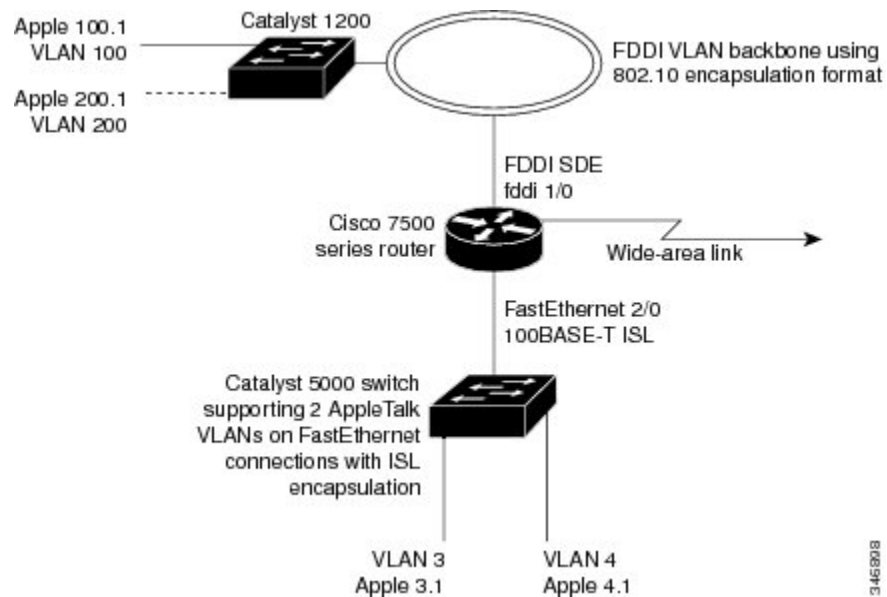 Catalyst 1200
Apple 100.1
VLAN 100
Apple 200.1
VLAN 200
FDDI VLAN backbone using
802.10 encapsulation format
FDDI SDE
fddi 1/0
Cisco 7500
series router
Wide-area link
FastEthernet 2/0
100BASE-T ISL
Catalyst 5000 switch
supporting 2 AppleTalk
VLANs on FastEthernet
connections with ISL
encapsulation
VLAN 3
Apple 3.1
VLAN 4
Apple 4.1
346898